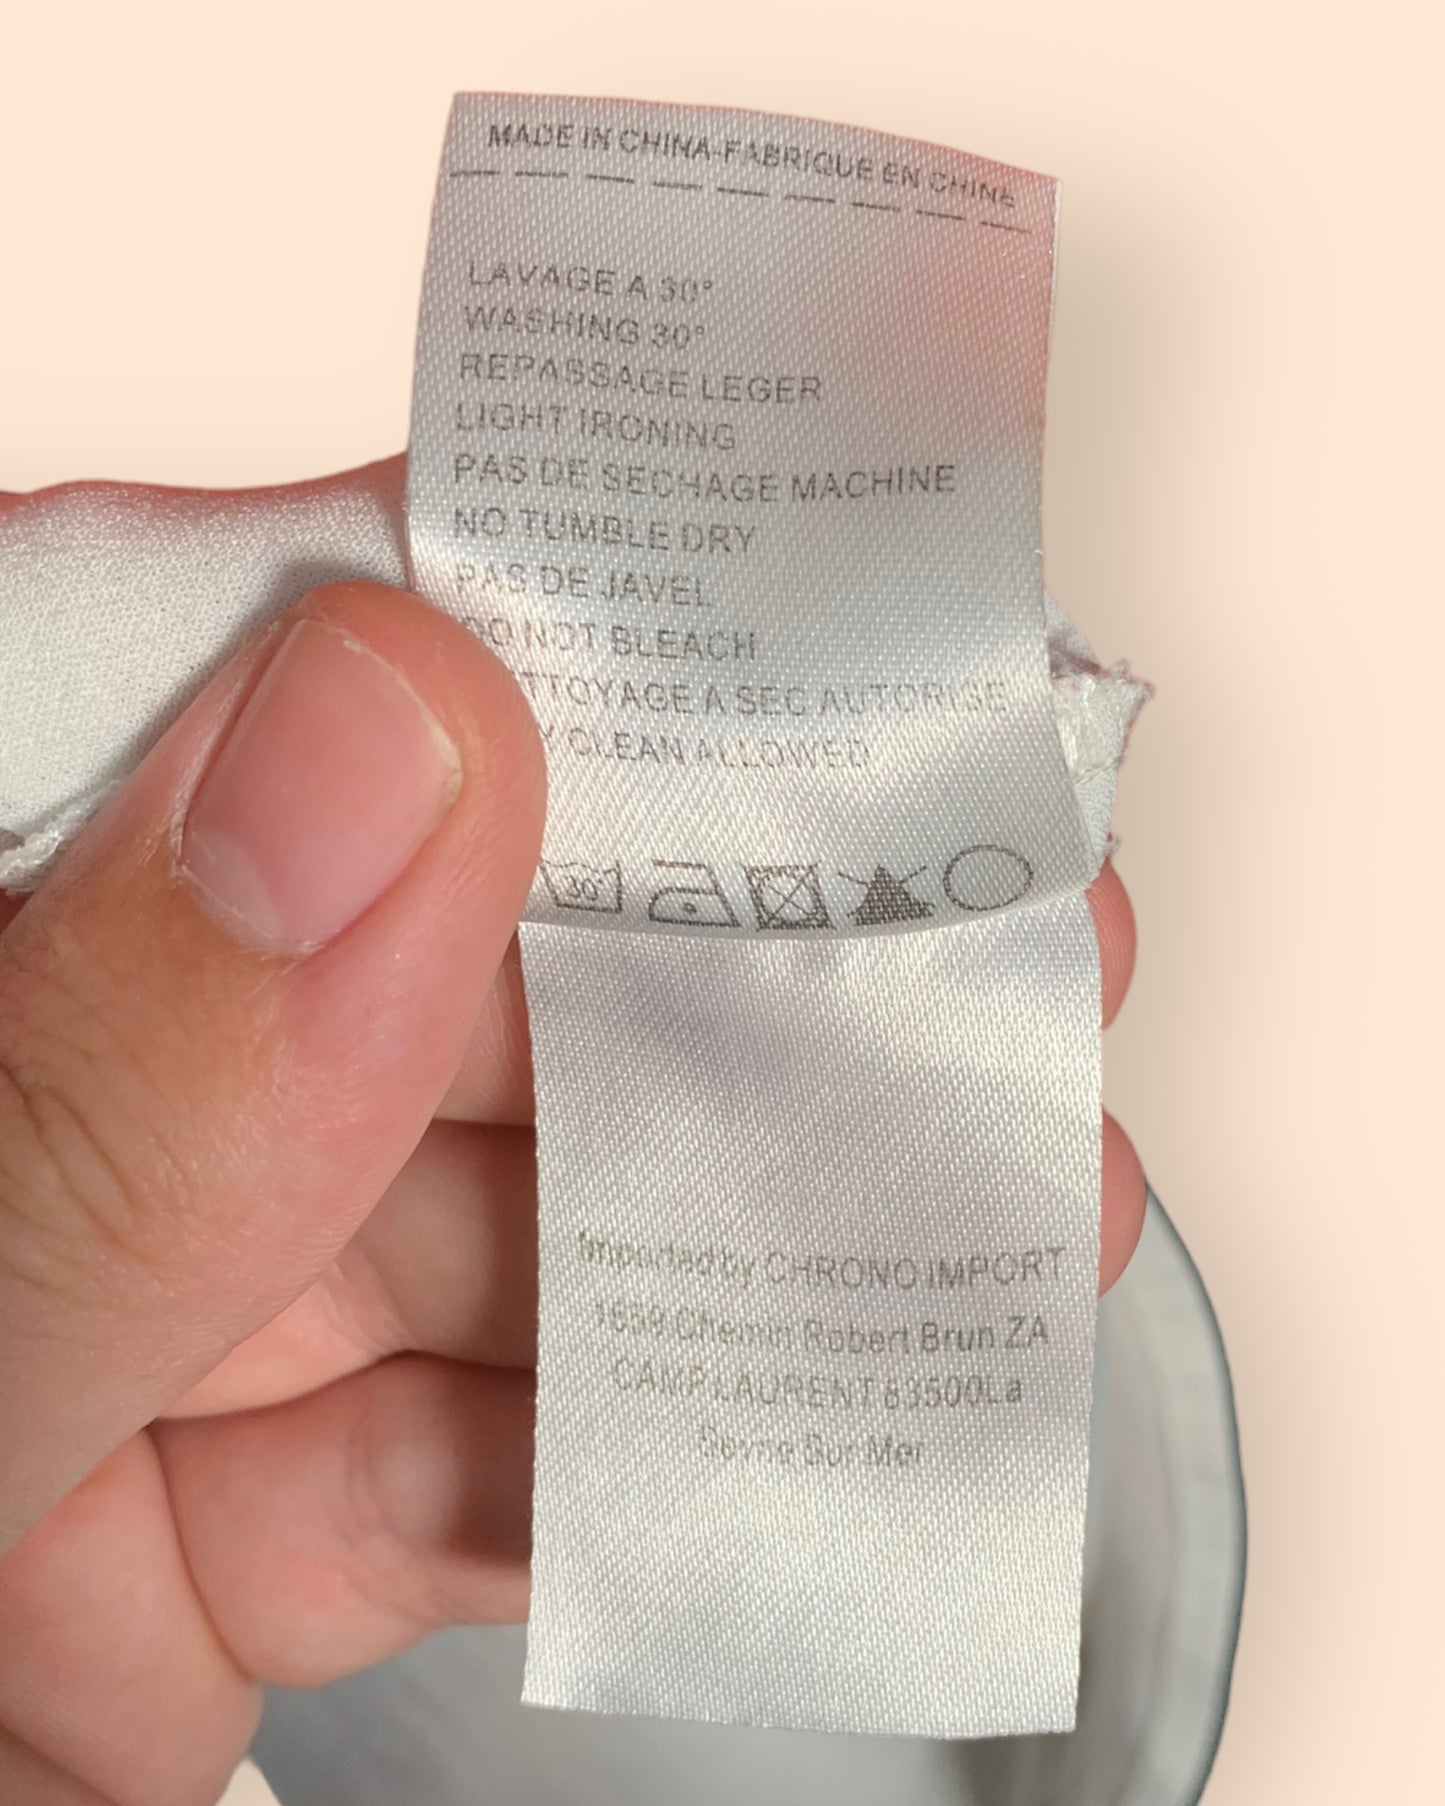 MADE IN CHINA-FABRIQUE EN CHINE
LAVAGE A 30°
WASHING 30°
REPASSAGE LEGER
LIGHT IRONING
PAS DE SECHAGE MACHINE
NO TUMBLE DRY
PAS DE JAVEL
DO NOT BLEACH
TTOYAGE A SEC AUTORISE
Y CLEAN ALLOWED
30°
Imported by CHRONO IMPORT
1659 Chemin Robert Brun ZA
CAMP LAURENT 83500La
Seyne Sur Mer